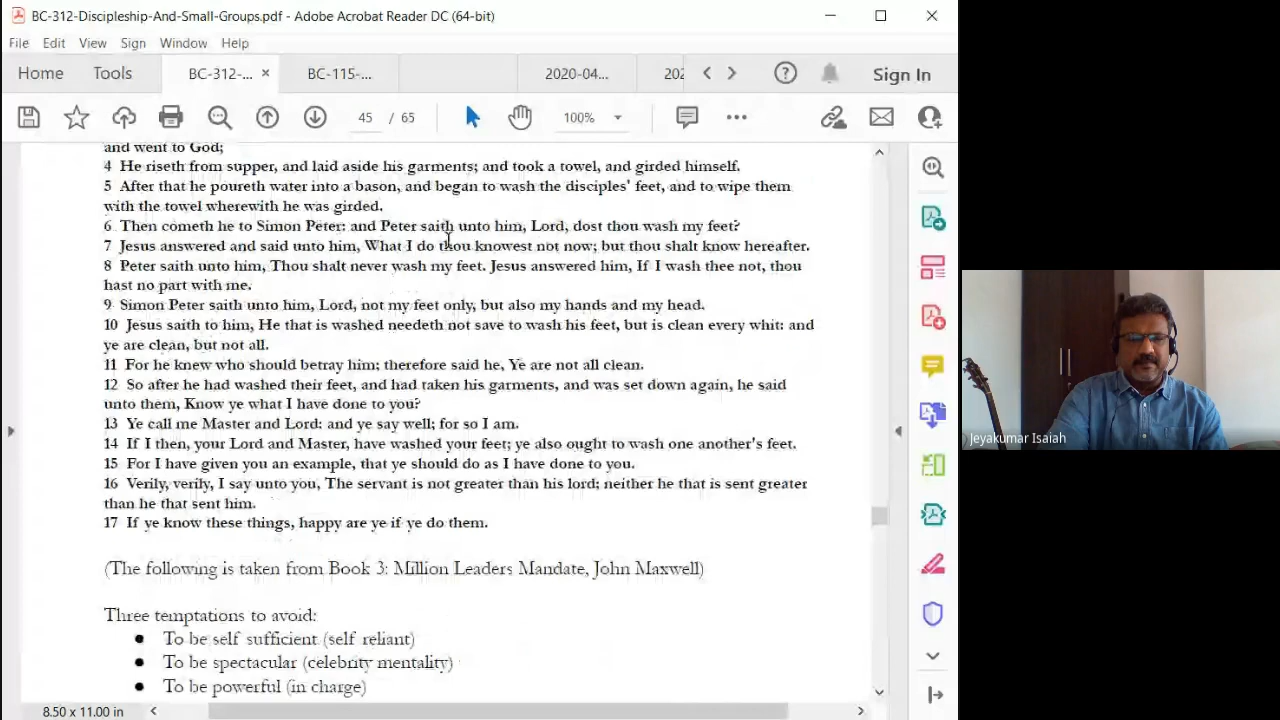 BC-312-Discipleship-And-Small-Groups.pdf - Adobe Acrobat Reader DC (64-bit)
File Edit View Sign Window Help
Home Tools BC-312-... × BC-115-... 2020-04... 202 Sign In
45 / 65 100%
and went to God;
4 He riseth from supper, and laid aside his garments; and took a towel, and girded himself.
5 After that he poureth water into a bason, and began to wash the disciples' feet, and to wipe them
with the towel wherewith he was girded.
6 Then cometh he to Simon Peter: and Peter saith unto him, Lord, dost thou wash my feet?
7 Jesus answered and said unto him, What I do thou knowest not now; but thou shalt know hereafter.
8 Peter saith unto him, Thou shalt never wash my feet. Jesus answered him, If I wash thee not, thou
hast no part with me.
9 Simon Peter saith unto him, Lord, not my feet only, but also my hands and my head.
10 Jesus saith to him, He that is washed needeth not save to wash his feet, but is clean every whit: and
ye are clean, but not all.
11 For he knew who should betray him; therefore said he, Ye are not all clean.
12 So after he had washed their feet, and had taken his garments, and was set down again, he said
unto them, Know ye what I have done to you?
13 Ye call me Master and Lord: and ye say well; for so I am.
14 If I then, your Lord and Master, have washed your feet; ye also ought to wash one another's feet.
15 For I have given you an example, that ye should do as I have done to you.
16 Verily, verily, I say unto you, The servant is not greater than his lord; neither he that is sent greater
than he that sent him.
17 If ye know these things, happy are ye if ye do them.
(The following is taken from Book 3: Million Leaders Mandate, John Maxwell)
Three temptations to avoid:
● To be self sufficient (self reliant)
● To be spectacular (celebrity mentality)
● To be powerful (in charge)
8.50 x 11.00 in
Jeyakumar Isaiah